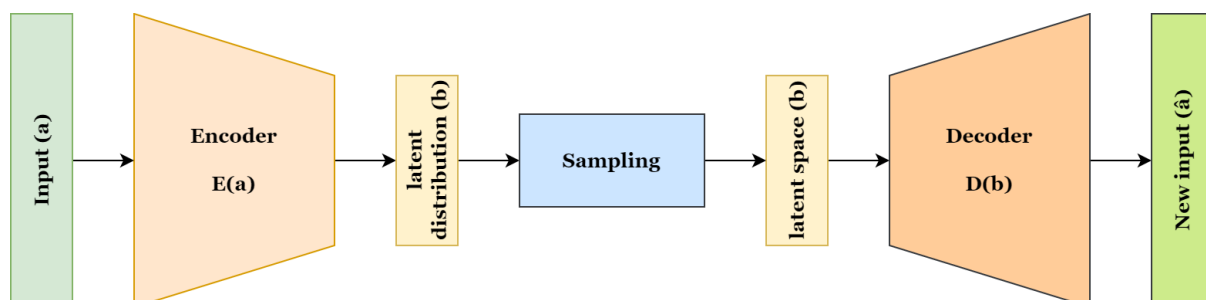 Input (a)
Encoder
E(a)
latent
distribution (b)
Sampling
latent space (b)
Decoder
D(b)
New input (â)